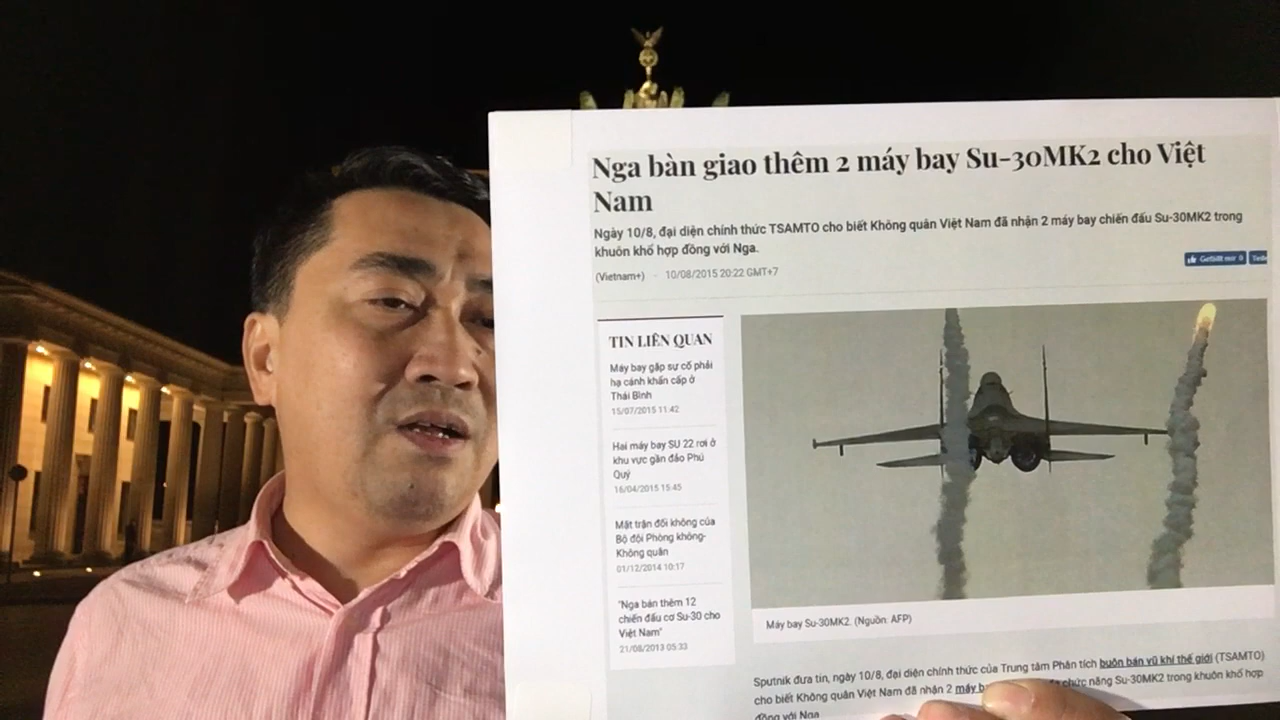 Nga bàn giao thêm 2 máy bay Su-30MK2 cho Việt
Nam
Ngày 10/8, đại diện chính thức TSAMTO cho biết Không quân Việt Nam đã nhận 2 máy bay chiến đấu Su-30MK2 trong
khuôn khổ hợp đồng với Nga.
(Vietnam+) - 10/08/2015 20:22 GMT+7
Gefällt mir 0
TIN LIÊN QUAN
Máy bay gặp sự cố phải
hạ cánh khẩn cấp ở
Thái Bình
15/07/2015 11:42
Hai máy bay SU 22 rơi ở
khu vực gần đảo Phú
Quý
16/04/2015 15:45
Mặt trận đối không của
Bộ đội Phòng không-
Không quân
01/12/2014 10:17
"Nga bán thêm 12
chiến đấu cơ Su-30 cho
Việt Nam"
21/08/2013 05:33
Máy bay Su-30MK2. (Nguồn: AFP)
Sputnik đưa tin, ngày 10/8, đại diện chính thức của Trung tâm Phân tích buôn bán vũ khí thế giới (TSAMTO)
cho biết Không quân Việt Nam đã nhận 2 máy chức năng Su-30MK2 trong khuôn khổ hợp
đồng với Nga